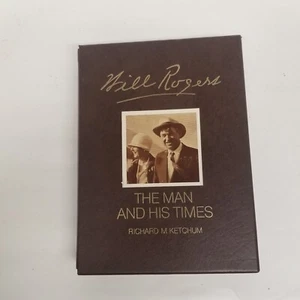 Will Rogers
THE MAN
AND HIS TIMES
RICHARD M KETCHUM